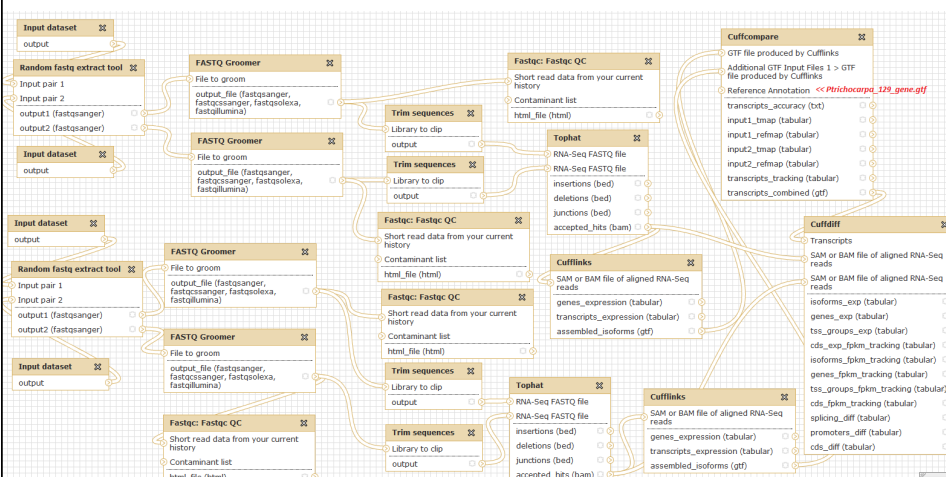 Input dataset
output
Random fastq extract tool
Input pair 1
Input pair 2
output1 (fastqsanger)
output2 (fastqsanger)
Input dataset
output
FASTQ Groomer
File to groom
output_file (fastqsanger,
fastqcssanger, fastqsolexa,
fastqillumina)
FASTQ Groomer
File to groom
output_file (fastqsanger,
fastqcssanger, fastqsolexa,
fastqillumina)
Trim sequences
Library to clip
output
Trim sequences
Library to clip
output
Fastqc: Fastqc QC
Short read data from your current
history
Contaminant list
html_file (html)
Tophat
RNA-Seq FASTQ file
RNA-Seq FASTQ file
insertions (bed)
deletions (bed)
junctions (bed)
accepted_hits (bam)
Cuffcompare
GTF file produced by Cufflinks
Additional GTF Input Files 1 > GTF
file produced by Cufflinks
Reference Annotation << Ptrichocarpa_129_gene.gtf
transcripts_accuracy (txt)
input1_tmap (tabular)
input1_refmap (tabular)
input2_tmap (tabular)
input2_refmap (tabular)
transcripts_tracking (tabular)
transcripts_combined (gtf)
Input dataset
output
Random fastq extract tool
Input pair 1
Input pair 2
output1 (fastqsanger)
output2 (fastqsanger)
Input dataset
output
FASTQ Groomer
File to groom
output_file (fastqsanger,
fastqcssanger, fastqsolexa,
fastqillumina)
FASTQ Groomer
File to groom
output_file (fastqsanger,
fastqcssanger, fastqsolexa,
fastqillumina)
Fastqc: Fastqc QC
Short read data from your current
history
Contaminant list
html_file (html)
Fastqc: Fastqc QC
Short read data from your current
history
Contaminant list
html_file (html)
Fastqc: Fastqc QC
Short read data from your current
history
Contaminant list
html_file (html)
Trim sequences
Library to clip
output
Trim sequences
Library to clip
output
Cufflinks
SAM or BAM file of aligned RNA-Seq
reads
genes_expression (tabular)
transcripts_expression (tabular)
assembled_isoforms (gtf)
Tophat
RNA-Seq FASTQ file
RNA-Seq FASTQ file
insertions (bed)
deletions (bed)
junctions (bed)
accepted_hits (bam)
Cufflinks
SAM or BAM file of aligned RNA-Seq
reads
genes_expression (tabular)
transcripts_expression (tabular)
assembled_isoforms (gtf)
Cuffdiff
Transcripts
SAM or BAM file of aligned RNA-Seq
reads
SAM or BAM file of aligned RNA-Seq
reads
isoforms_exp (tabular)
genes_exp (tabular)
tss_groups_exp (tabular)
cds_exp_fpkm_tracking (tabular)
isoforms_fpkm_tracking (tabular)
genes_fpkm_tracking (tabular)
tss_groups_fpkm_tracking (tabular)
cds_fpkm_tracking (tabular)
splicing_diff (tabular)
promoters_diff (tabular)
cds_diff (tabular)